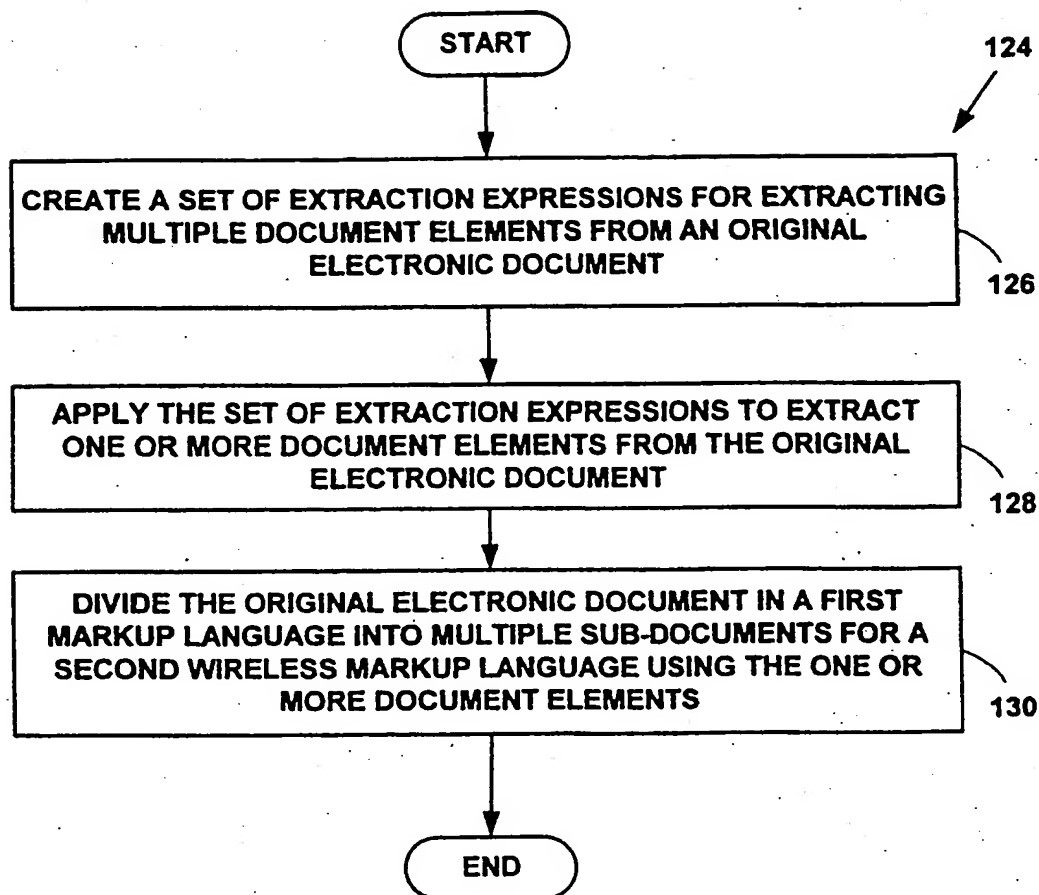 START
124
CREATE A SET OF EXTRACTION EXPRESSIONS FOR EXTRACTING
MULTIPLE DOCUMENT ELEMENTS FROM AN ORIGINAL
ELECTRONIC DOCUMENT
126
APPLY THE SET OF EXTRACTION EXPRESSIONS TO EXTRACT
ONE OR MORE DOCUMENT ELEMENTS FROM THE ORIGINAL
ELECTRONIC DOCUMENT
128
DIVIDE THE ORIGINAL ELECTRONIC DOCUMENT IN A FIRST
MARKUP LANGUAGE INTO MULTIPLE SUB-DOCUMENTS FOR A
SECOND WIRELESS MARKUP LANGUAGE USING THE ONE OR
MORE DOCUMENT ELEMENTS
130
END